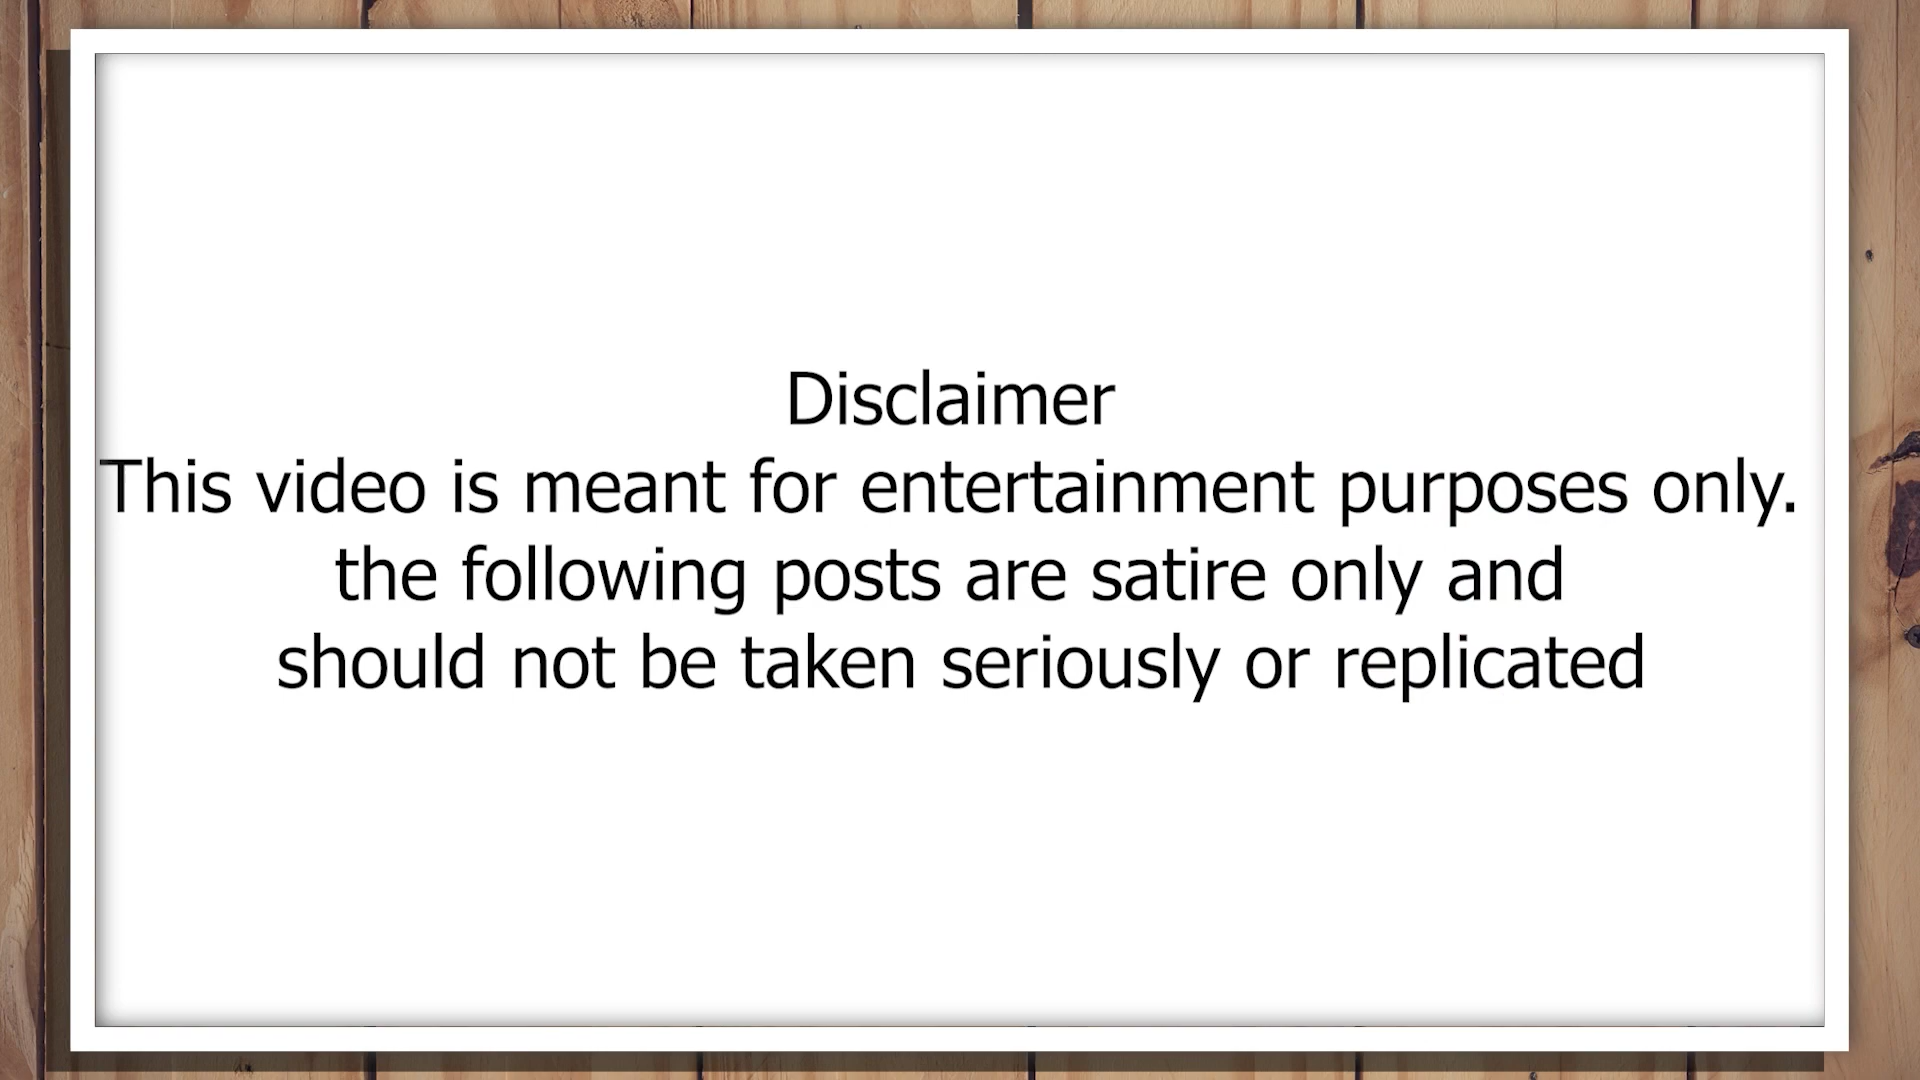 Disclaimer
This video is meant for entertainment purposes only.
the following posts are satire only and
should not be taken seriously or replicated